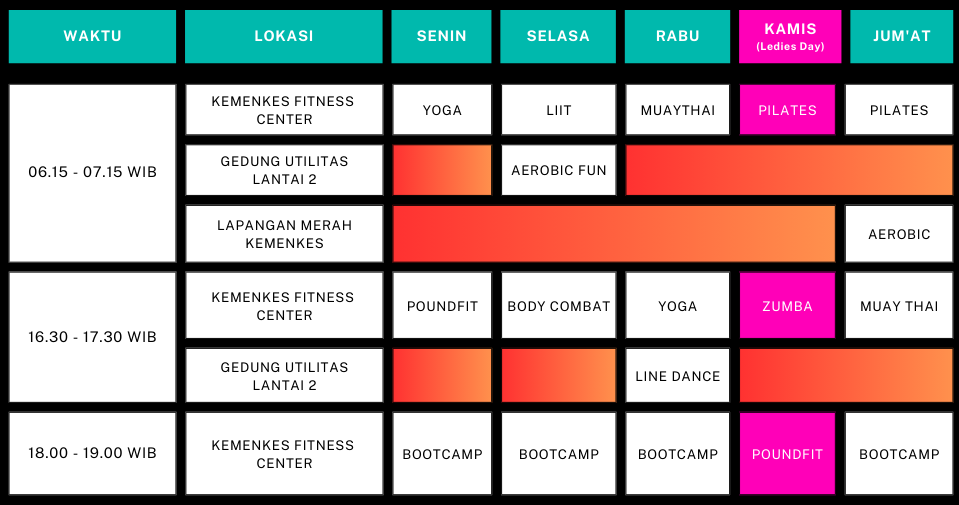 WAKTU LOKASI SENIN SELASA RABU KAMIS JUM'AT
(Ledies Day)
06.15 - 07.15 WIB
KEMENKES FITNESS
CENTER
YOGA LIIT MUAYTHAI PILATES PILATES
GEDUNG UTILITAS
LANTAI 2
AEROBIC FUN
LAPANGAN MERAH
KEMENKES
AEROBIC
16.30 - 17.30 WIB
KEMENKES FITNESS
CENTER
POUNDFIT BODY COMBAT YOGA ZUMBA MUAY THAI
GEDUNG UTILITAS
LANTAI 2
LINE DANCE
18.00 - 19.00 WIB
KEMENKES FITNESS
CENTER
BOOTCAMP BOOTCAMP BOOTCAMP POUNDFIT BOOTCAMP